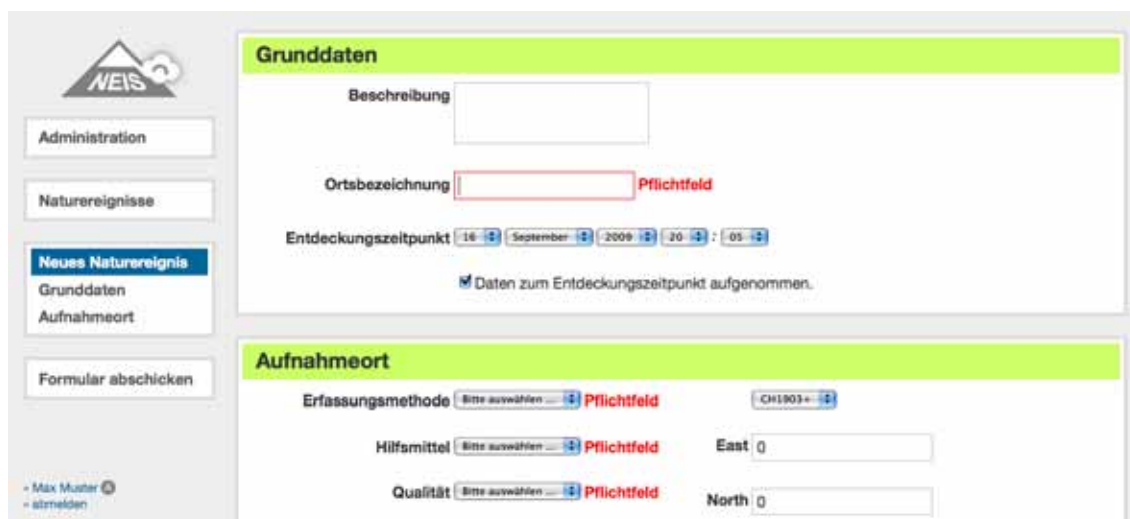 NEIS
Administration
Naturereignisse
Neues Naturereignis
Grunddaten
Aufnahmeort
Formular abschicken
- Max Muster A
- abmelden
Grunddaten
Beschreibung
Ortsbezeichnung Pflichtfeld
Entdeckungszeitpunkt 16 September 2009 20 : 05
Daten zum Entdeckungszeitpunkt aufgenommen.
Aufnahmeort
Erfassungsmethode Bitte auswählen ... Pflichtfeld CH1903+
Hilfsmittel Bitte auswählen ... Pflichtfeld East 0
Qualität Bitte auswählen ... Pflichtfeld North 0